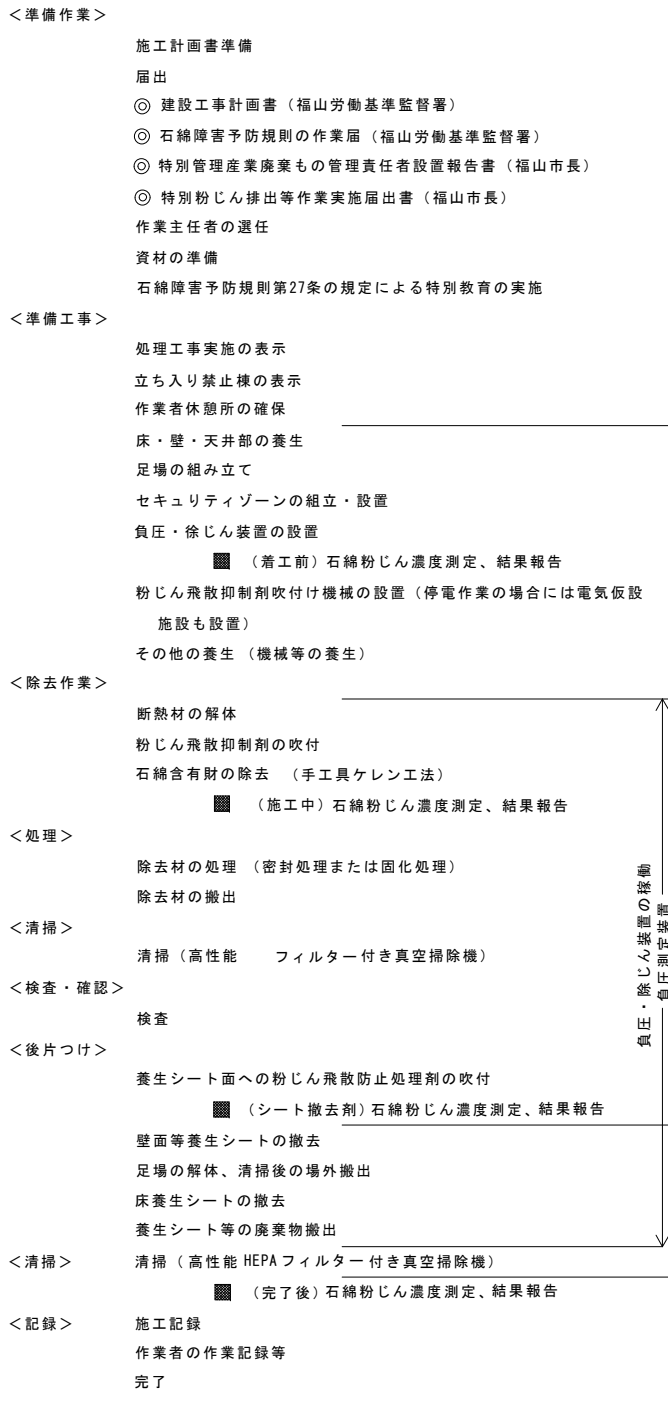 ＜準備作業＞
施工計画書準備
届出
◎ 建設工事計画書（福山労働基準監督署）
◎ 石綿障害予防規則の作業届（福山労働基準監督署）
◎ 特別管理産業廃棄もの管理責任者設置報告書（福山市長）
◎ 特別粉じん排出等作業実施届出書（福山市長）
作業主任者の選任
資材の準備
石綿障害予防規則第27条の規定による特別教育の実施
＜準備工事＞
処理工事実施の表示
立ち入り禁止棟の表示
作業者休憩所の確保
床・壁・天井部の養生
足場の組み立て
セキュリティゾーンの組立・設置
負圧・徐じん装置の設置
（着工前）石綿粉じん濃度測定、結果報告
粉じん飛散抑制剤吹付け機械の設置（停電作業の場合には電気仮設
施設も設置）
その他の養生（機械等の養生）
＜除去作業＞
断熱材の解体
粉じん飛散抑制剤の吹付
石綿含有財の除去　（手工具ケレン工法）
（施工中）石綿粉じん濃度測定、結果報告
＜処理＞
除去材の処理　（密封処理または固化処理）
除去材の搬出
＜清掃＞
清掃（高性能　　フィルター付き真空掃除機）
＜検査・確認＞
検査
＜後片つけ＞
養生シート面への粉じん飛散防止処理剤の吹付
（シート撤去剤）石綿粉じん濃度測定、結果報告
壁面等養生シートの撤去
足場の解体、清掃後の場外搬出
床養生シートの撤去
養生シート等の廃棄物搬出
＜清掃＞　清掃（高性能HEPAフィルター付き真空掃除機）
（完了後）石綿粉じん濃度測定、結果報告
＜記録＞　施工記録
作業者の作業記録等
完了
負圧・除じん装置の稼働
負圧測定装置